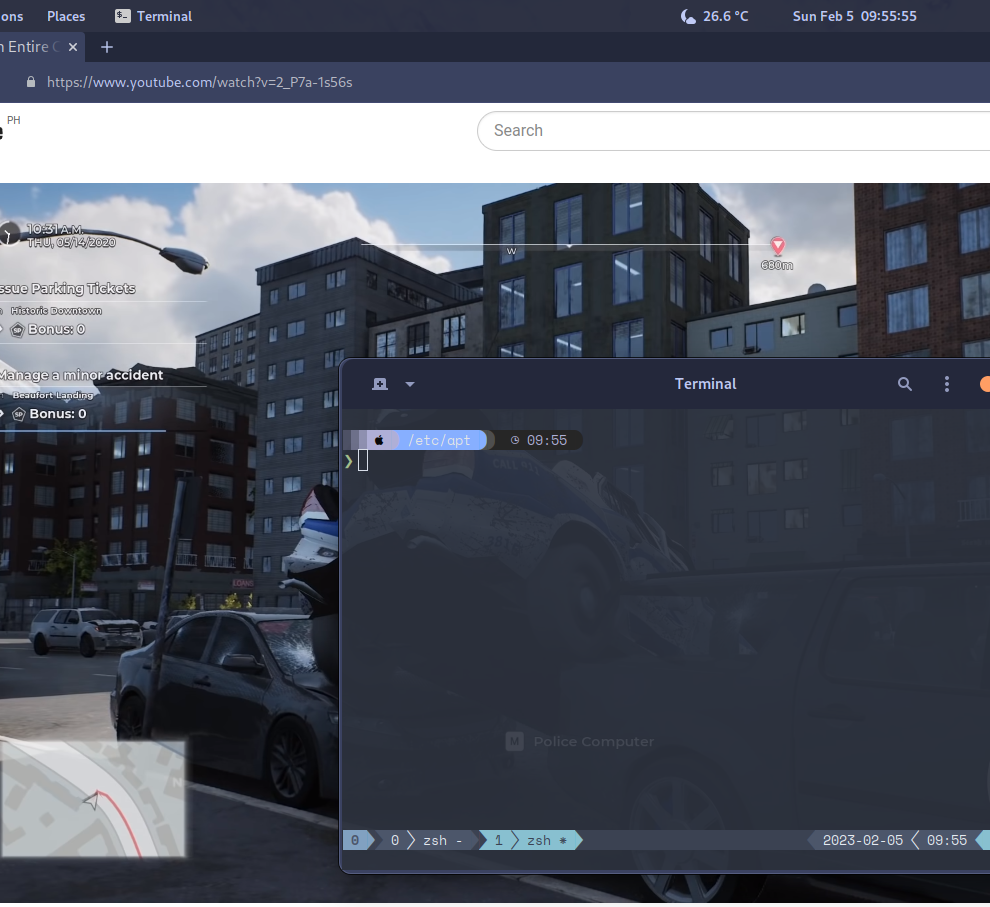 ons Places Terminal 26.6 °C Sun Feb 5 09:55:55
n Entire
https://www.youtube.com/watch?v=2_P7a-1s56s
e PH
Search
10:31 A.M.
THU, 05/14/2020
W
680m
ssue Parking Tickets
Historic Downtown
SP Bonus: 0
Manage a minor accident
Beaufort Landing
SP Bonus: 0
Terminal
/etc/apt 09:55
❯
LOANS
M Police Computer
N
0 0 zsh - 1 zsh * 2023-02-05 09:55